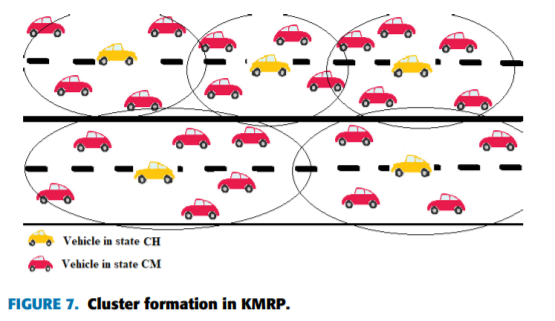 Vehicle in state CH
Vehicle in state CM
FIGURE 7. Cluster formation in KMRP.